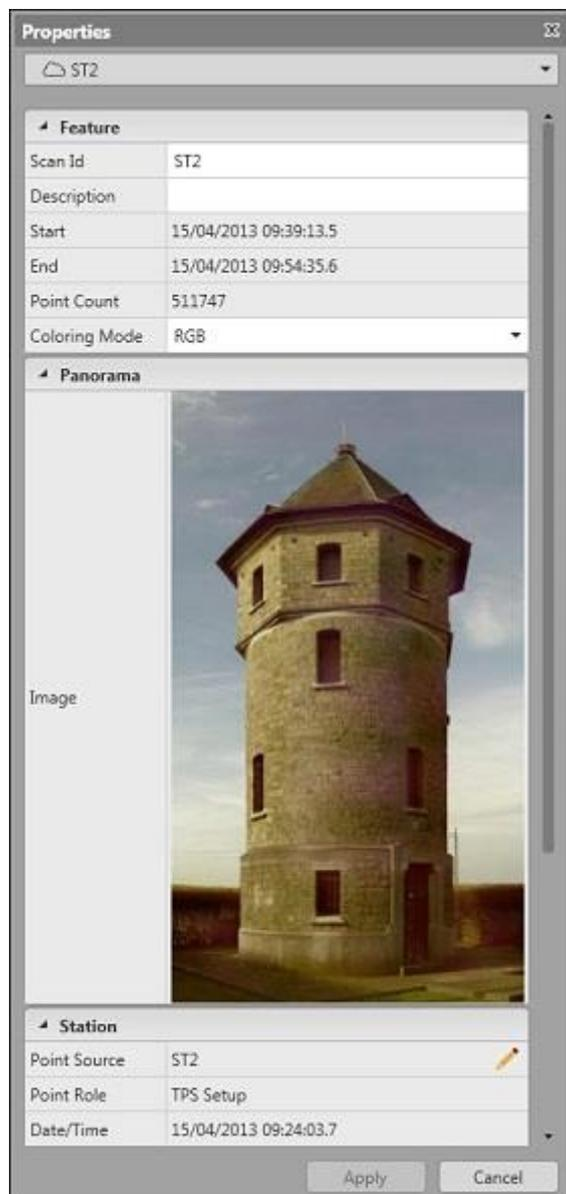 Properties
ST2
Feature
Scan Id ST2
Description
Start 15/04/2013 09:39:13.5
End 15/04/2013 09:54:35.6
Point Count 511747
Coloring Mode RGB
Panorama
Image
Station
Point Source ST2
Point Role TPS Setup
Date/Time 15/04/2013 09:24:03.7
Apply Cancel